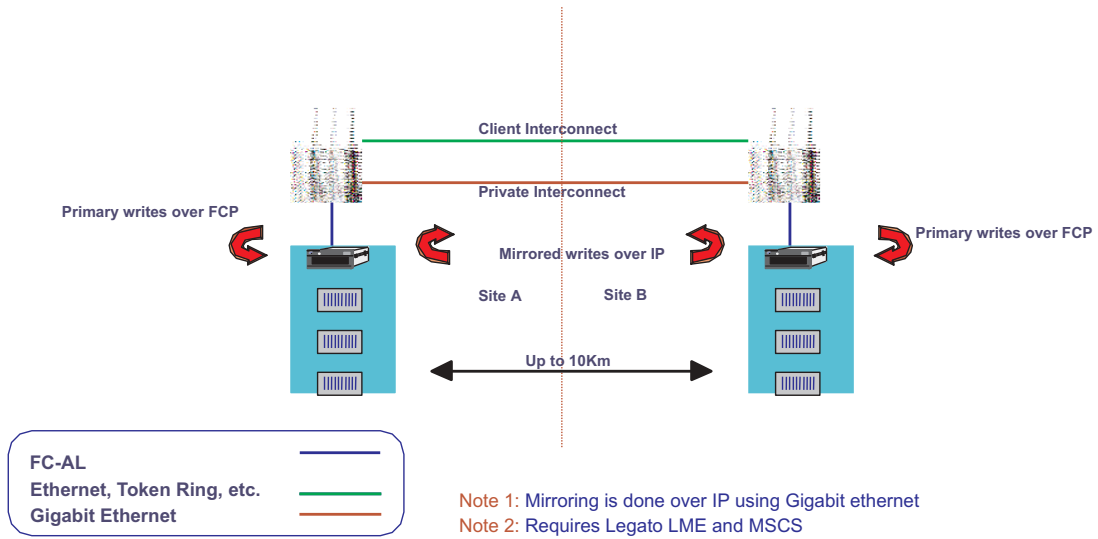 Client Interconnect
Private Interconnect
Primary writes over FCP
Primary writes over FCP
Mirrored writes over IP
Site A
Site B
Up to 10Km
FC-AL
Ethernet, Token Ring, etc.
Gigabit Ethernet
Note 1: Mirroring is done over IP using Gigabit ethernet
Note 2: Requires Legato LME and MSCS